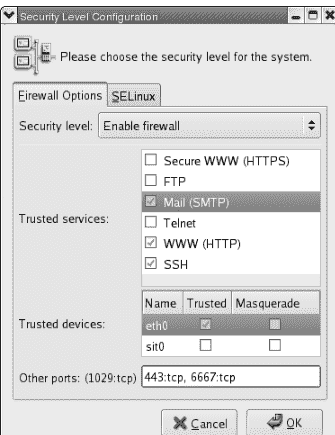 Security Level Configuration
Please choose the security level for the system.
Firewall Options SELinux
Security level: Enable firewall
Trusted services:
Secure WWW (HTTPS)
FTP
Mail (SMTP)
Telnet
WWW (HTTP)
SSH
Trusted devices:
Name Trusted Masquerade
eth0
sit0
Other ports: (1029:tcp) 443:tcp, 6667:tcp
Cancel OK